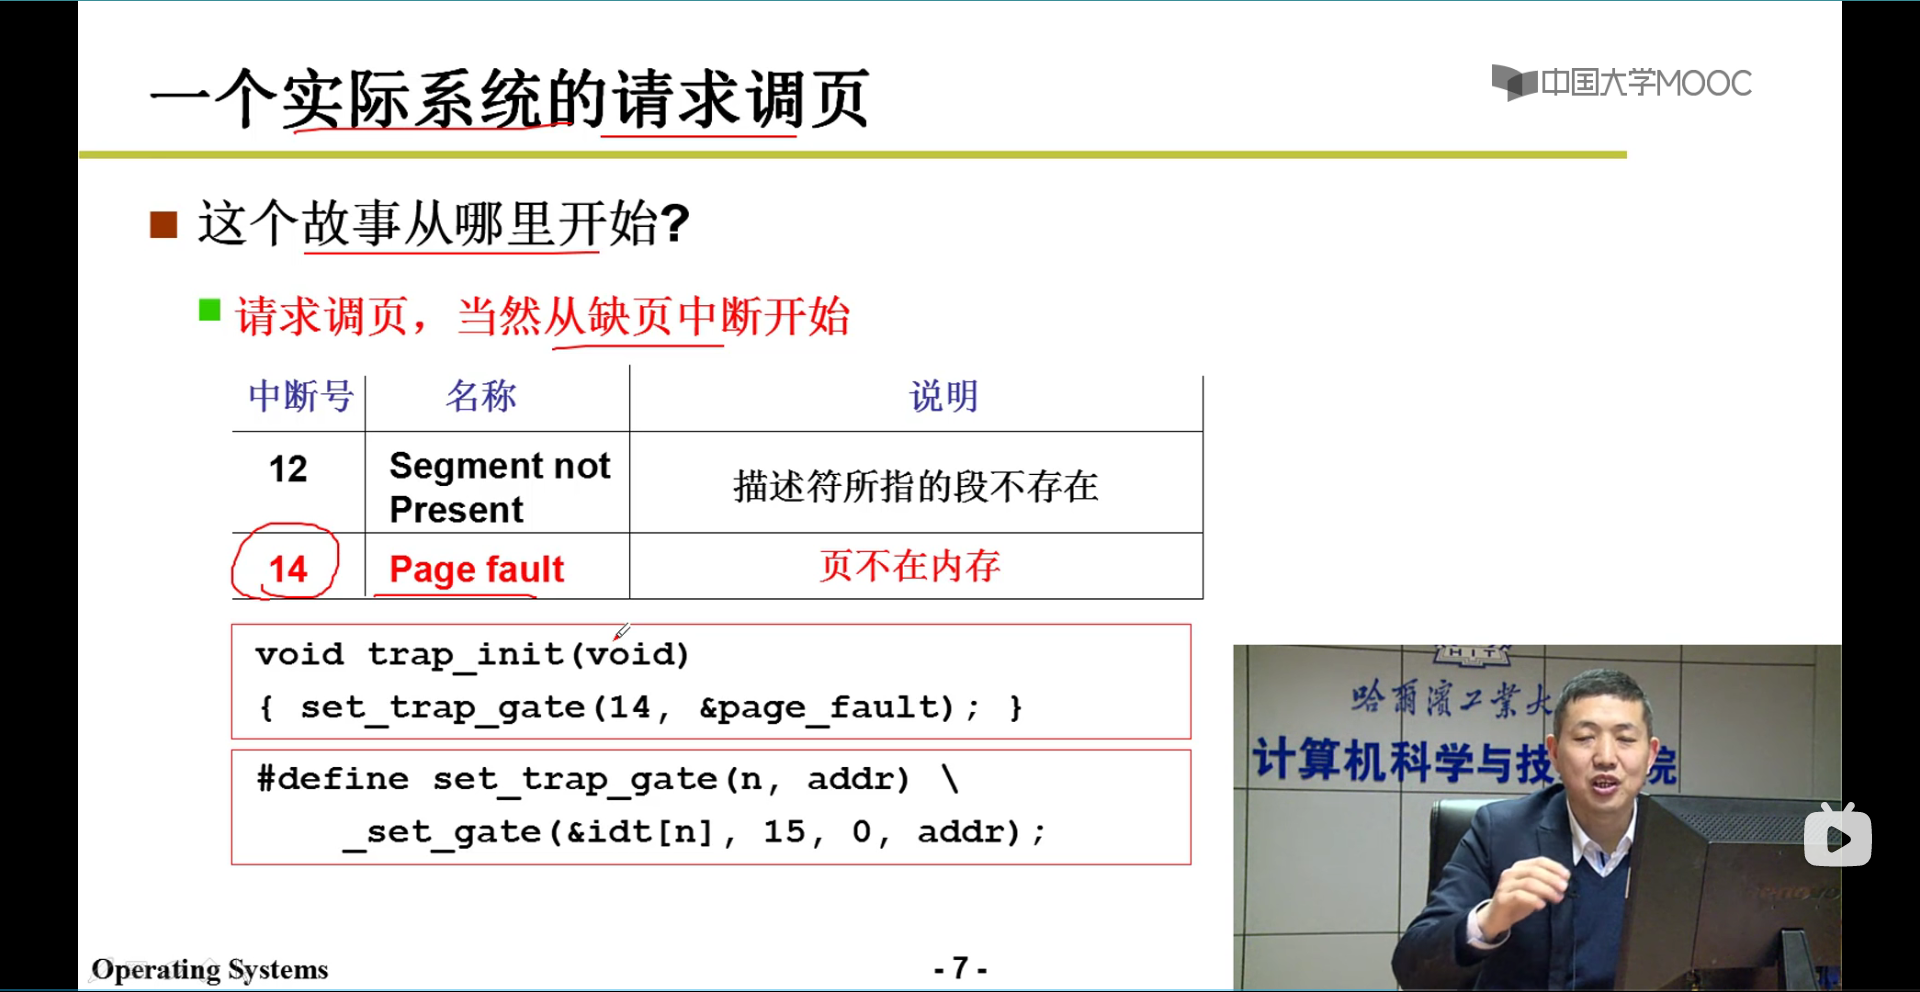 一个实际系统的请求调页
中国大学MOOC
这个故事从哪里开始?
请求调页，当然从缺页中断开始
中断号 名称 说明
12 Segment not Present 描述符所指的段不存在
14 Page fault 页不在内存
void trap_init(void)
{ set_trap_gate(14, &page_fault); }
#define set_trap_gate(n, addr) \
_set_gate(&idt[n], 15, 0, addr);
HIT
哈爾濱工業大
计算机科学与技 院
Operating Systems
- 7 -